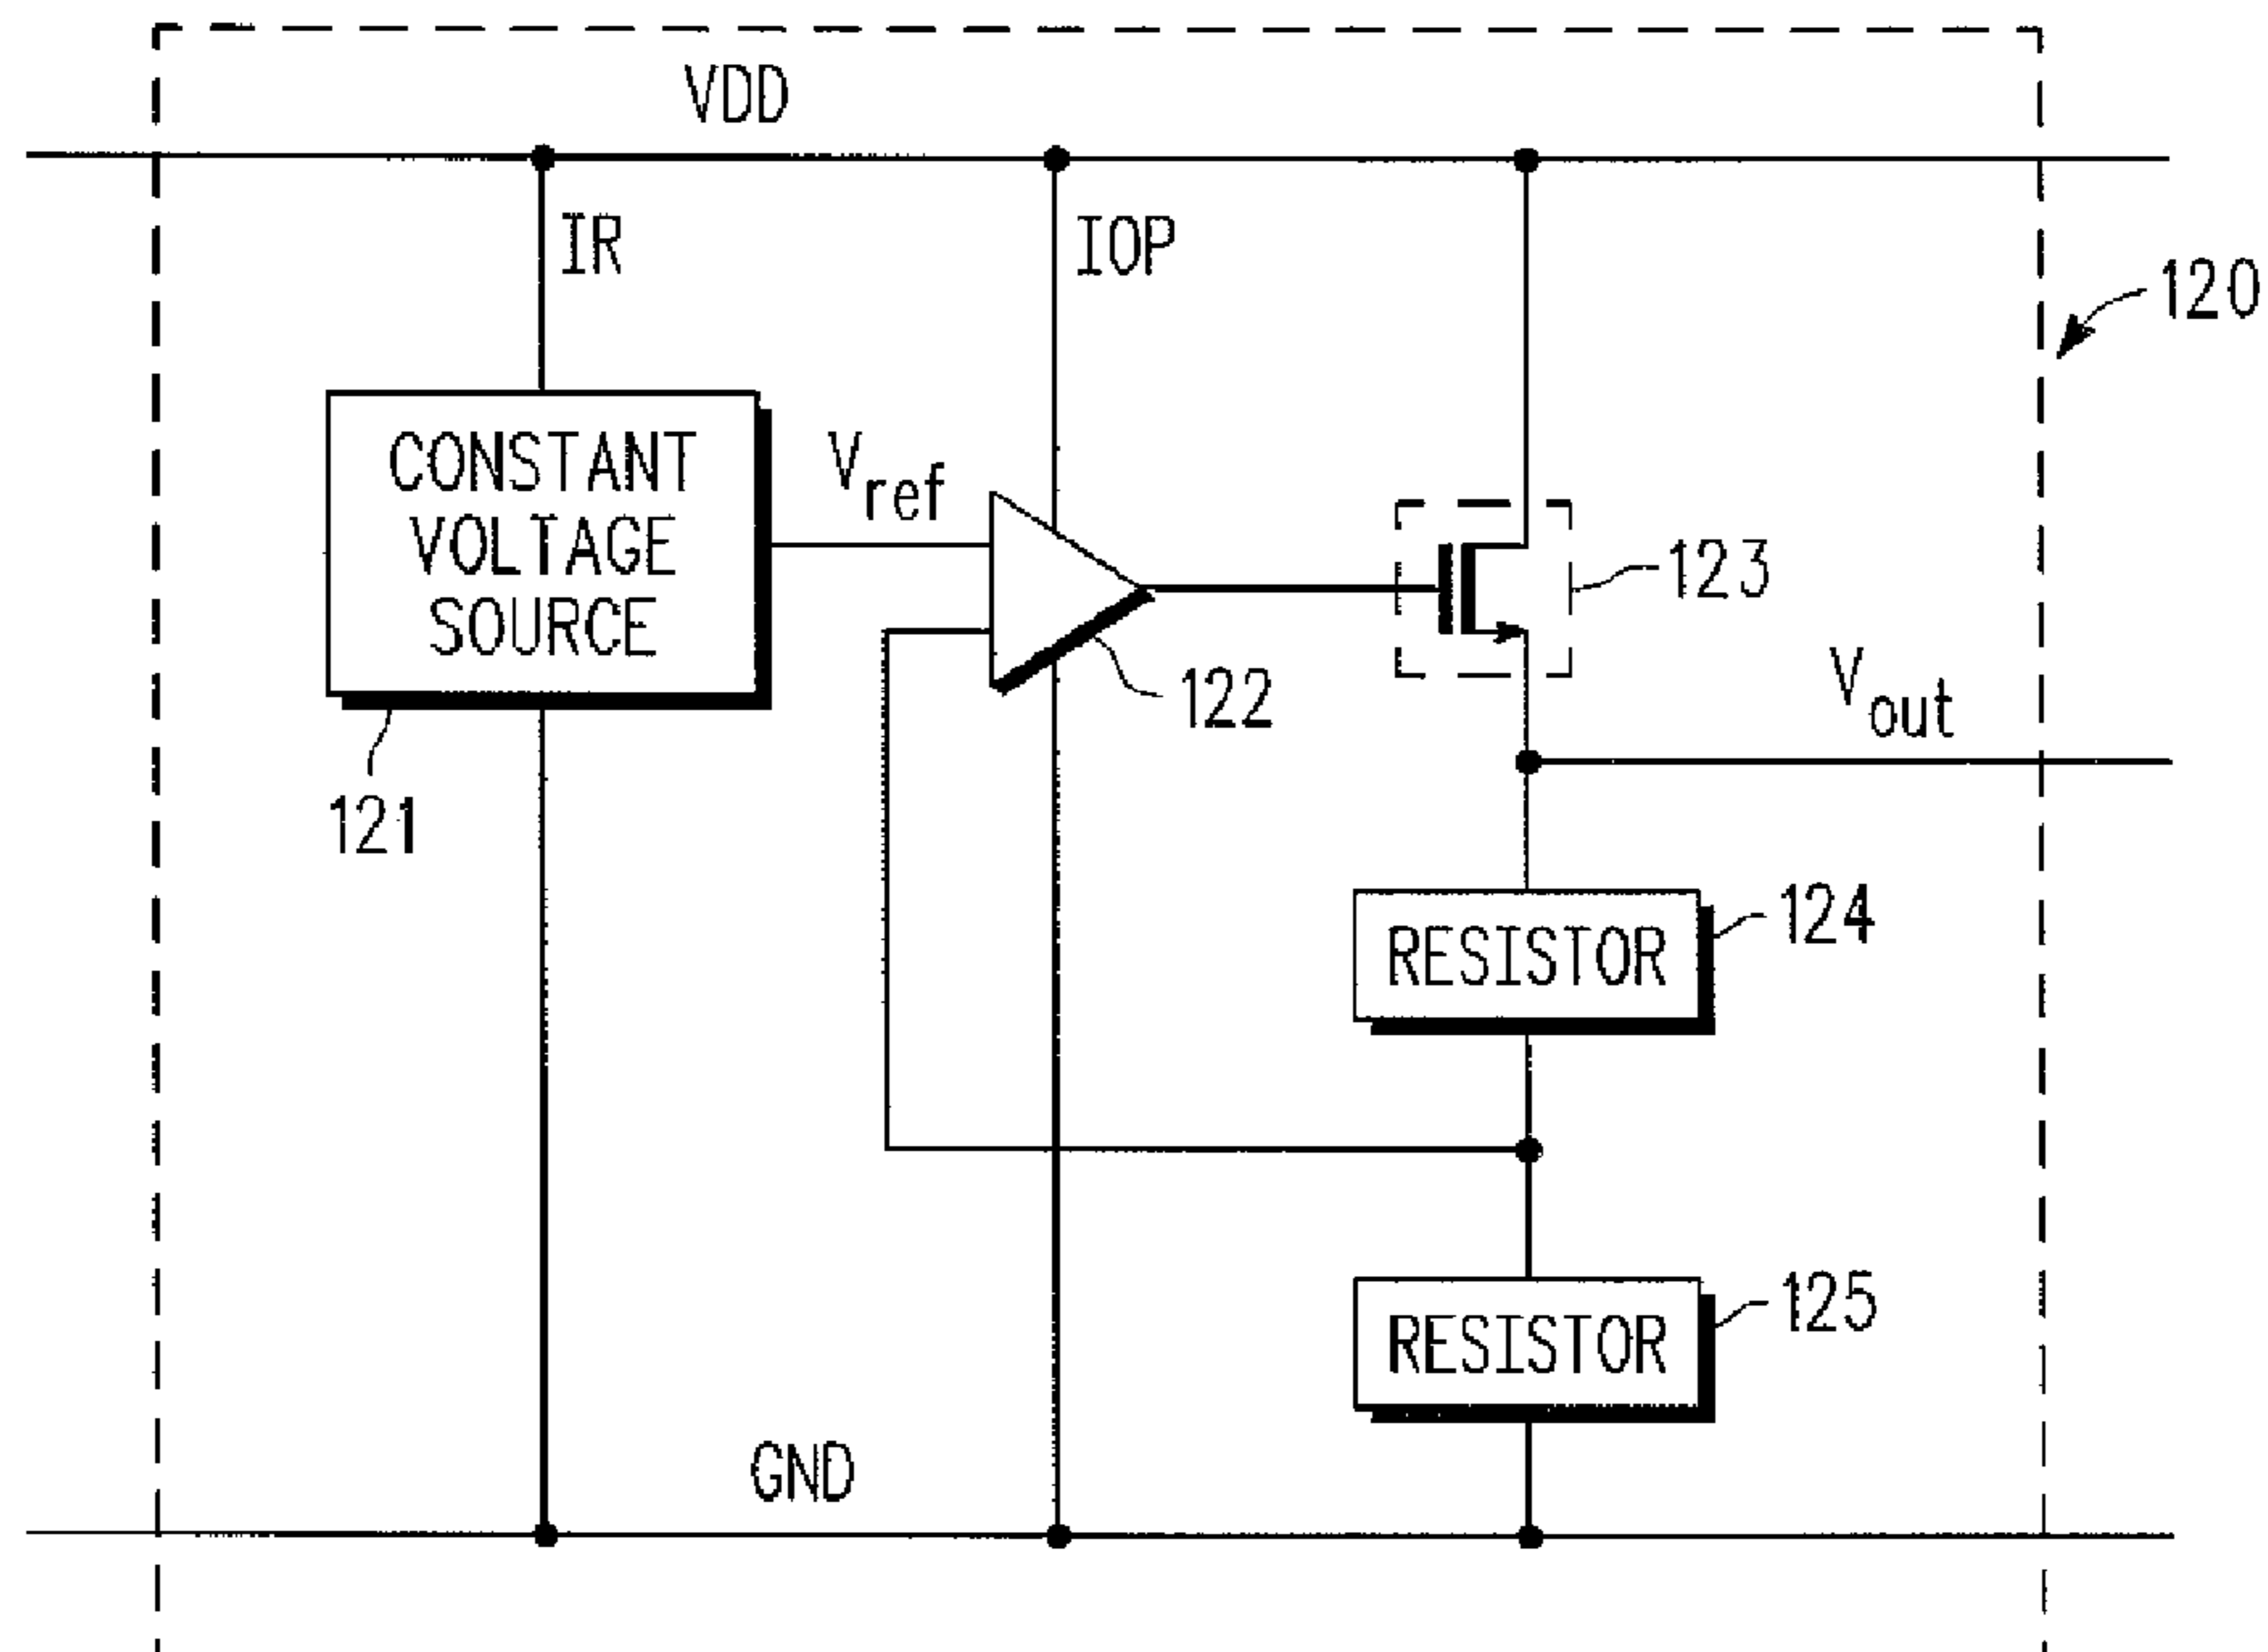 VDD
IR
IOP
120
CONSTANT
VOLTAGE
SOURCE
Vref
123
122
Vout
121
124
RESISTOR
125
RESISTOR
GND